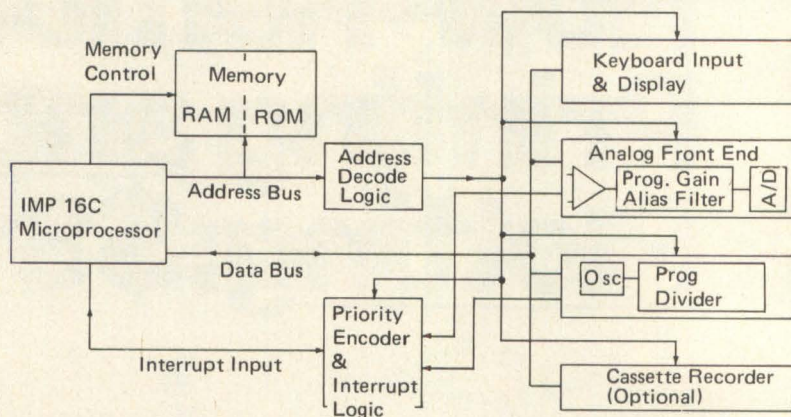 Memory
Control
Memory
RAM
ROM
IMP 16C
Microprocessor
Address Bus
Address
Decode
Logic
Data Bus
Interrupt Input
Priority
Encoder
&
Interrupt
Logic
Keyboard Input
& Display
Analog Front End
Prog. Gain
Alias Filter
A/D
Osc
Prog
Divider
Cassette Recorder
(Optional)